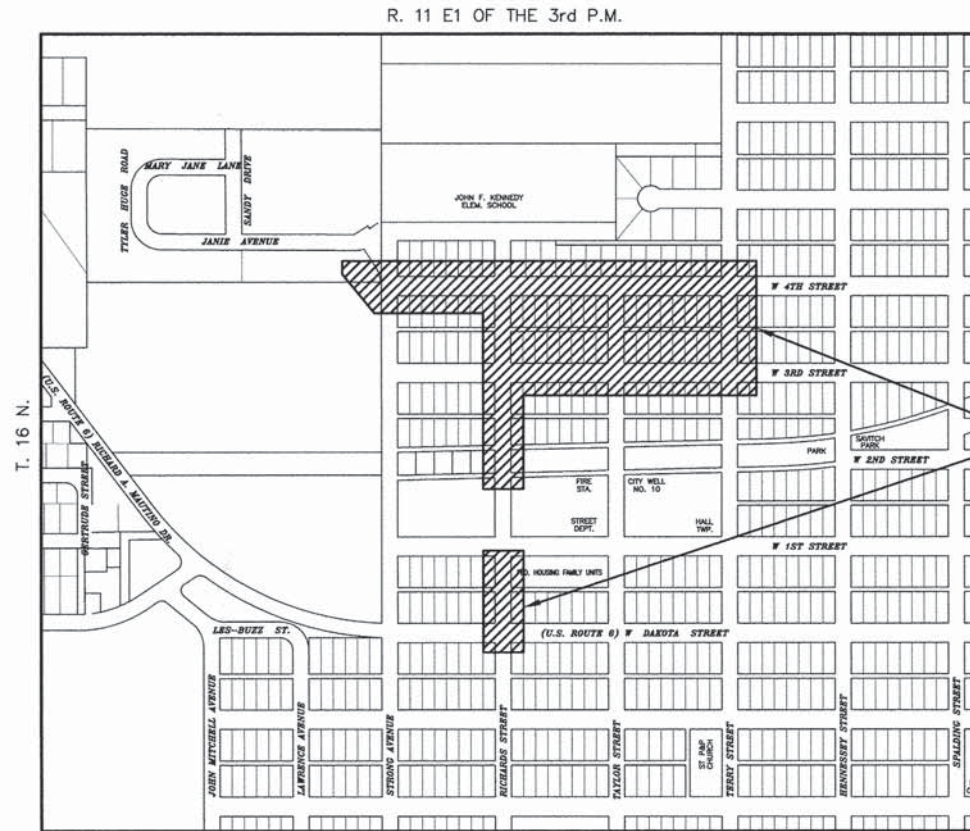 R. 11 E1 OF THE 3rd P.M.
T. 16 N.
TYLER HUGE ROAD
MARY JANE LANE
SANDY DRIVE
JANIE AVENUE
JOHN F. KENNEDY
ELEM. SCHOOL
W 4TH STREET
W 3RD STREET
SAVITCH
PARK
PARK
W 2ND STREET
FIRE
STA.
CITY WELL
NO. 10
STREET
DEPT.
HALL
TWP.
W 1ST STREET
HOUSING FAMILY UNITS
(U.S. ROUTE 6) W DAKOTA STREET
(U.S. ROUTE 6) RICHARD A. MAUTINO DR.
GERTRUDE STREET
LES-BUZZ ST.
JOHN MITCHELL AVENUE
LAWRENCE AVENUE
STRONG AVENUE
RICHARDS STREET
TAYLOR STREET
ST P&P
CHURCH
TERRY STREET
HENNESSEY STREET
SPALDING STREET